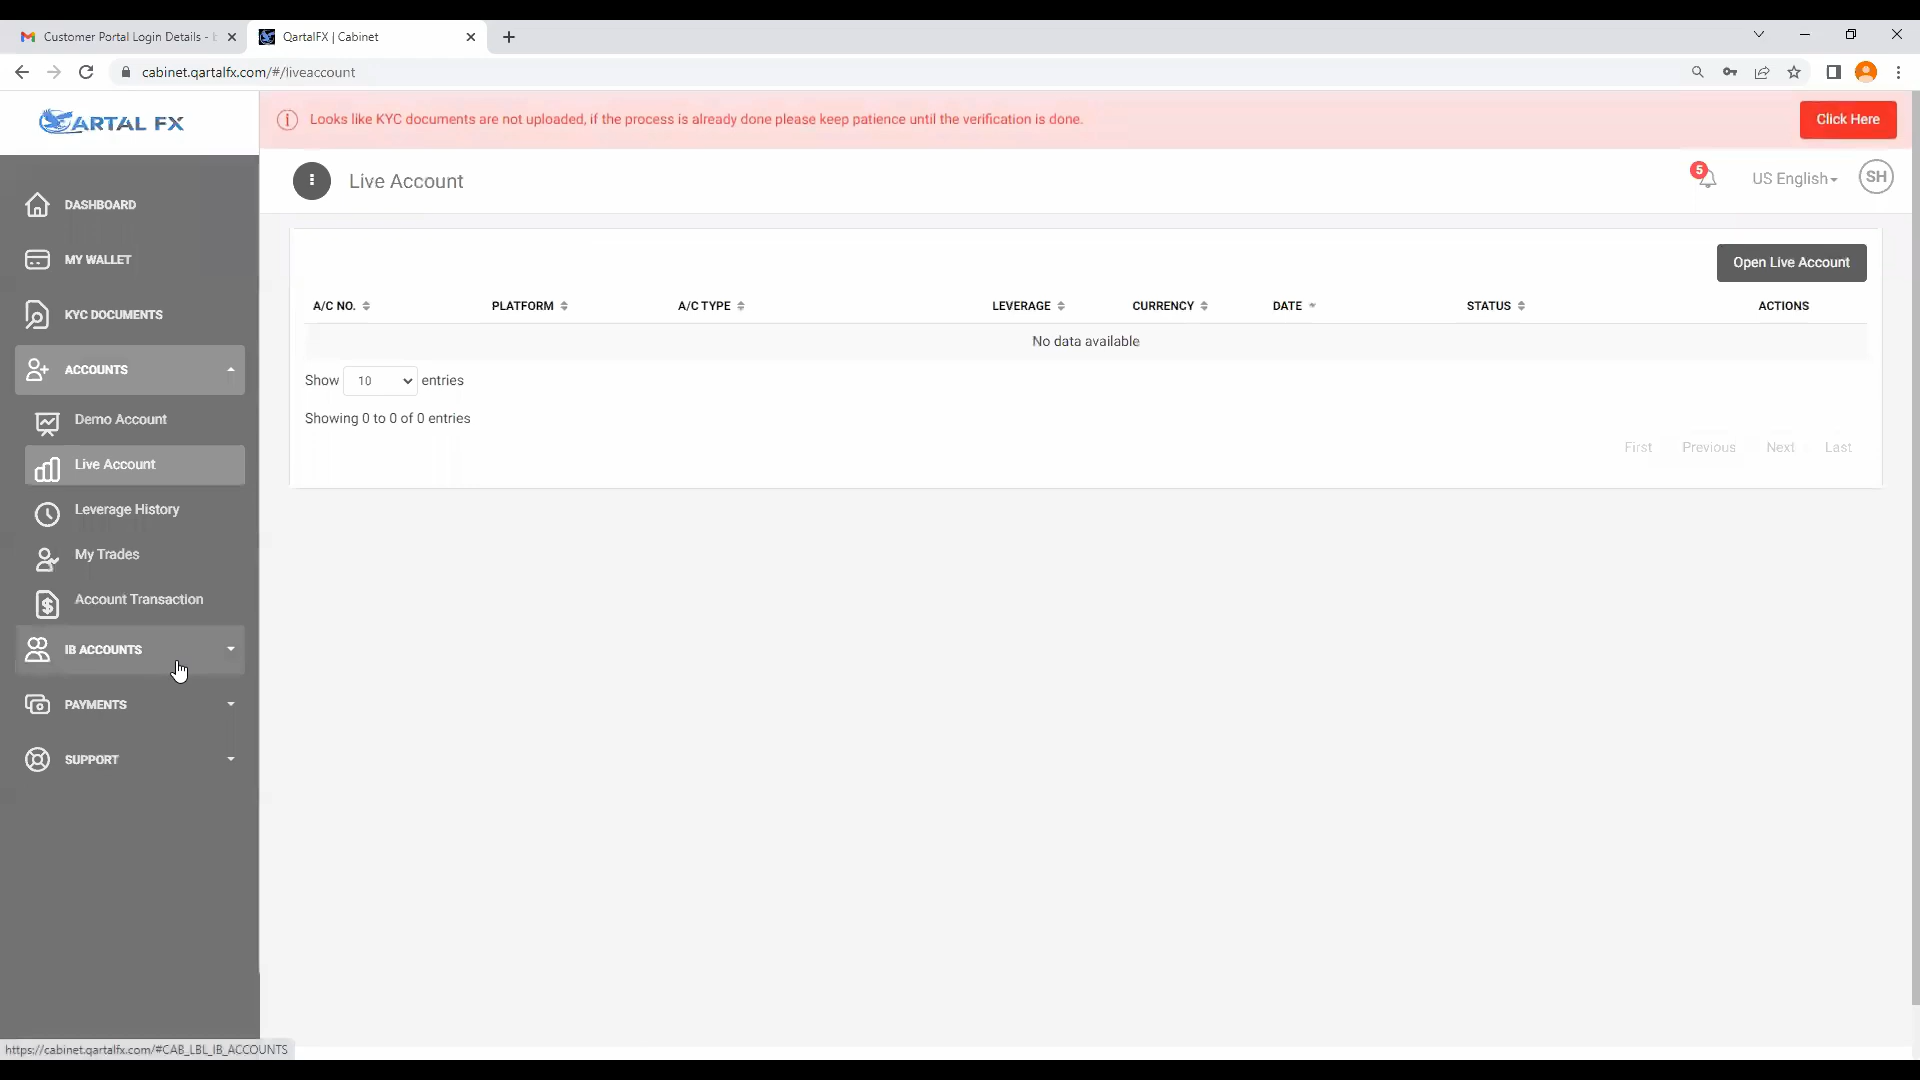 Customer Portal Login Details -
QartalFX | Cabinet
cabinet.qartalfx.com/#/liveaccount
ARTAL FX
Looks like KYC documents are not uploaded, if the process is already done please keep patience until the verification is done.
Click Here
Live Account
5
US English
SH
DASHBOARD
MY WALLET
KYC DOCUMENTS
ACCOUNTS
Demo Account
Live Account
Leverage History
My Trades
Account Transaction
IB ACCOUNTS
PAYMENTS
SUPPORT
Open Live Account
A/C NO. PLATFORM A/C TYPE LEVERAGE CURRENCY DATE STATUS ACTIONS
No data available
Show 10 entries
Showing 0 to 0 of 0 entries
First Previous Next Last
https://cabinet.qartalfx.com/#CAB_LBL_IB_ACCOUNTS